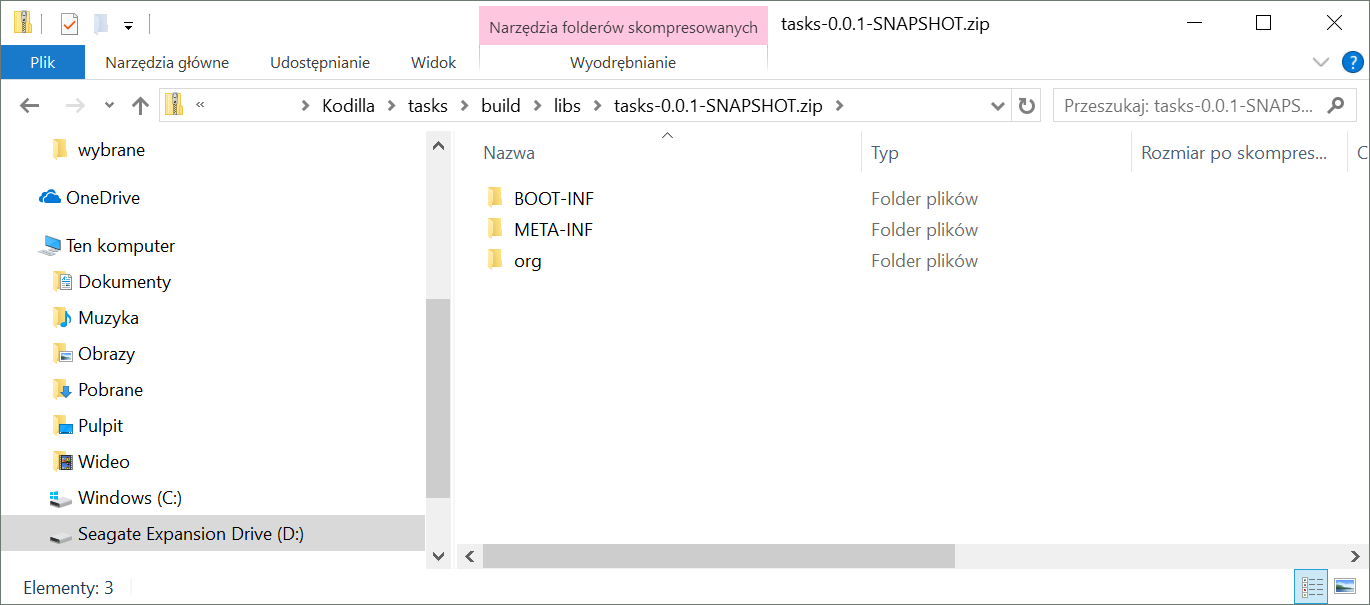 Narzędzia folderów skompresowanych
tasks-0.0.1-SNAPSHOT.zip
Plik
Narzędzia główne
Udostępnianie
Widok
Wyodrębnianie
?
«
Kodilla
tasks
build
libs
tasks-0.0.1-SNAPSHOT.zip
Przeszukaj: tasks-0.0.1-SNAPS...
wybrane
OneDrive
Ten komputer
Dokumenty
Muzyka
Obrazy
Pobrane
Pulpit
Wideo
Windows (C:)
Seagate Expansion Drive (D:)
Nazwa
Typ
Rozmiar po skompres...
C
BOOT-INF
Folder plików
META-INF
Folder plików
org
Folder plików
Elementy: 3